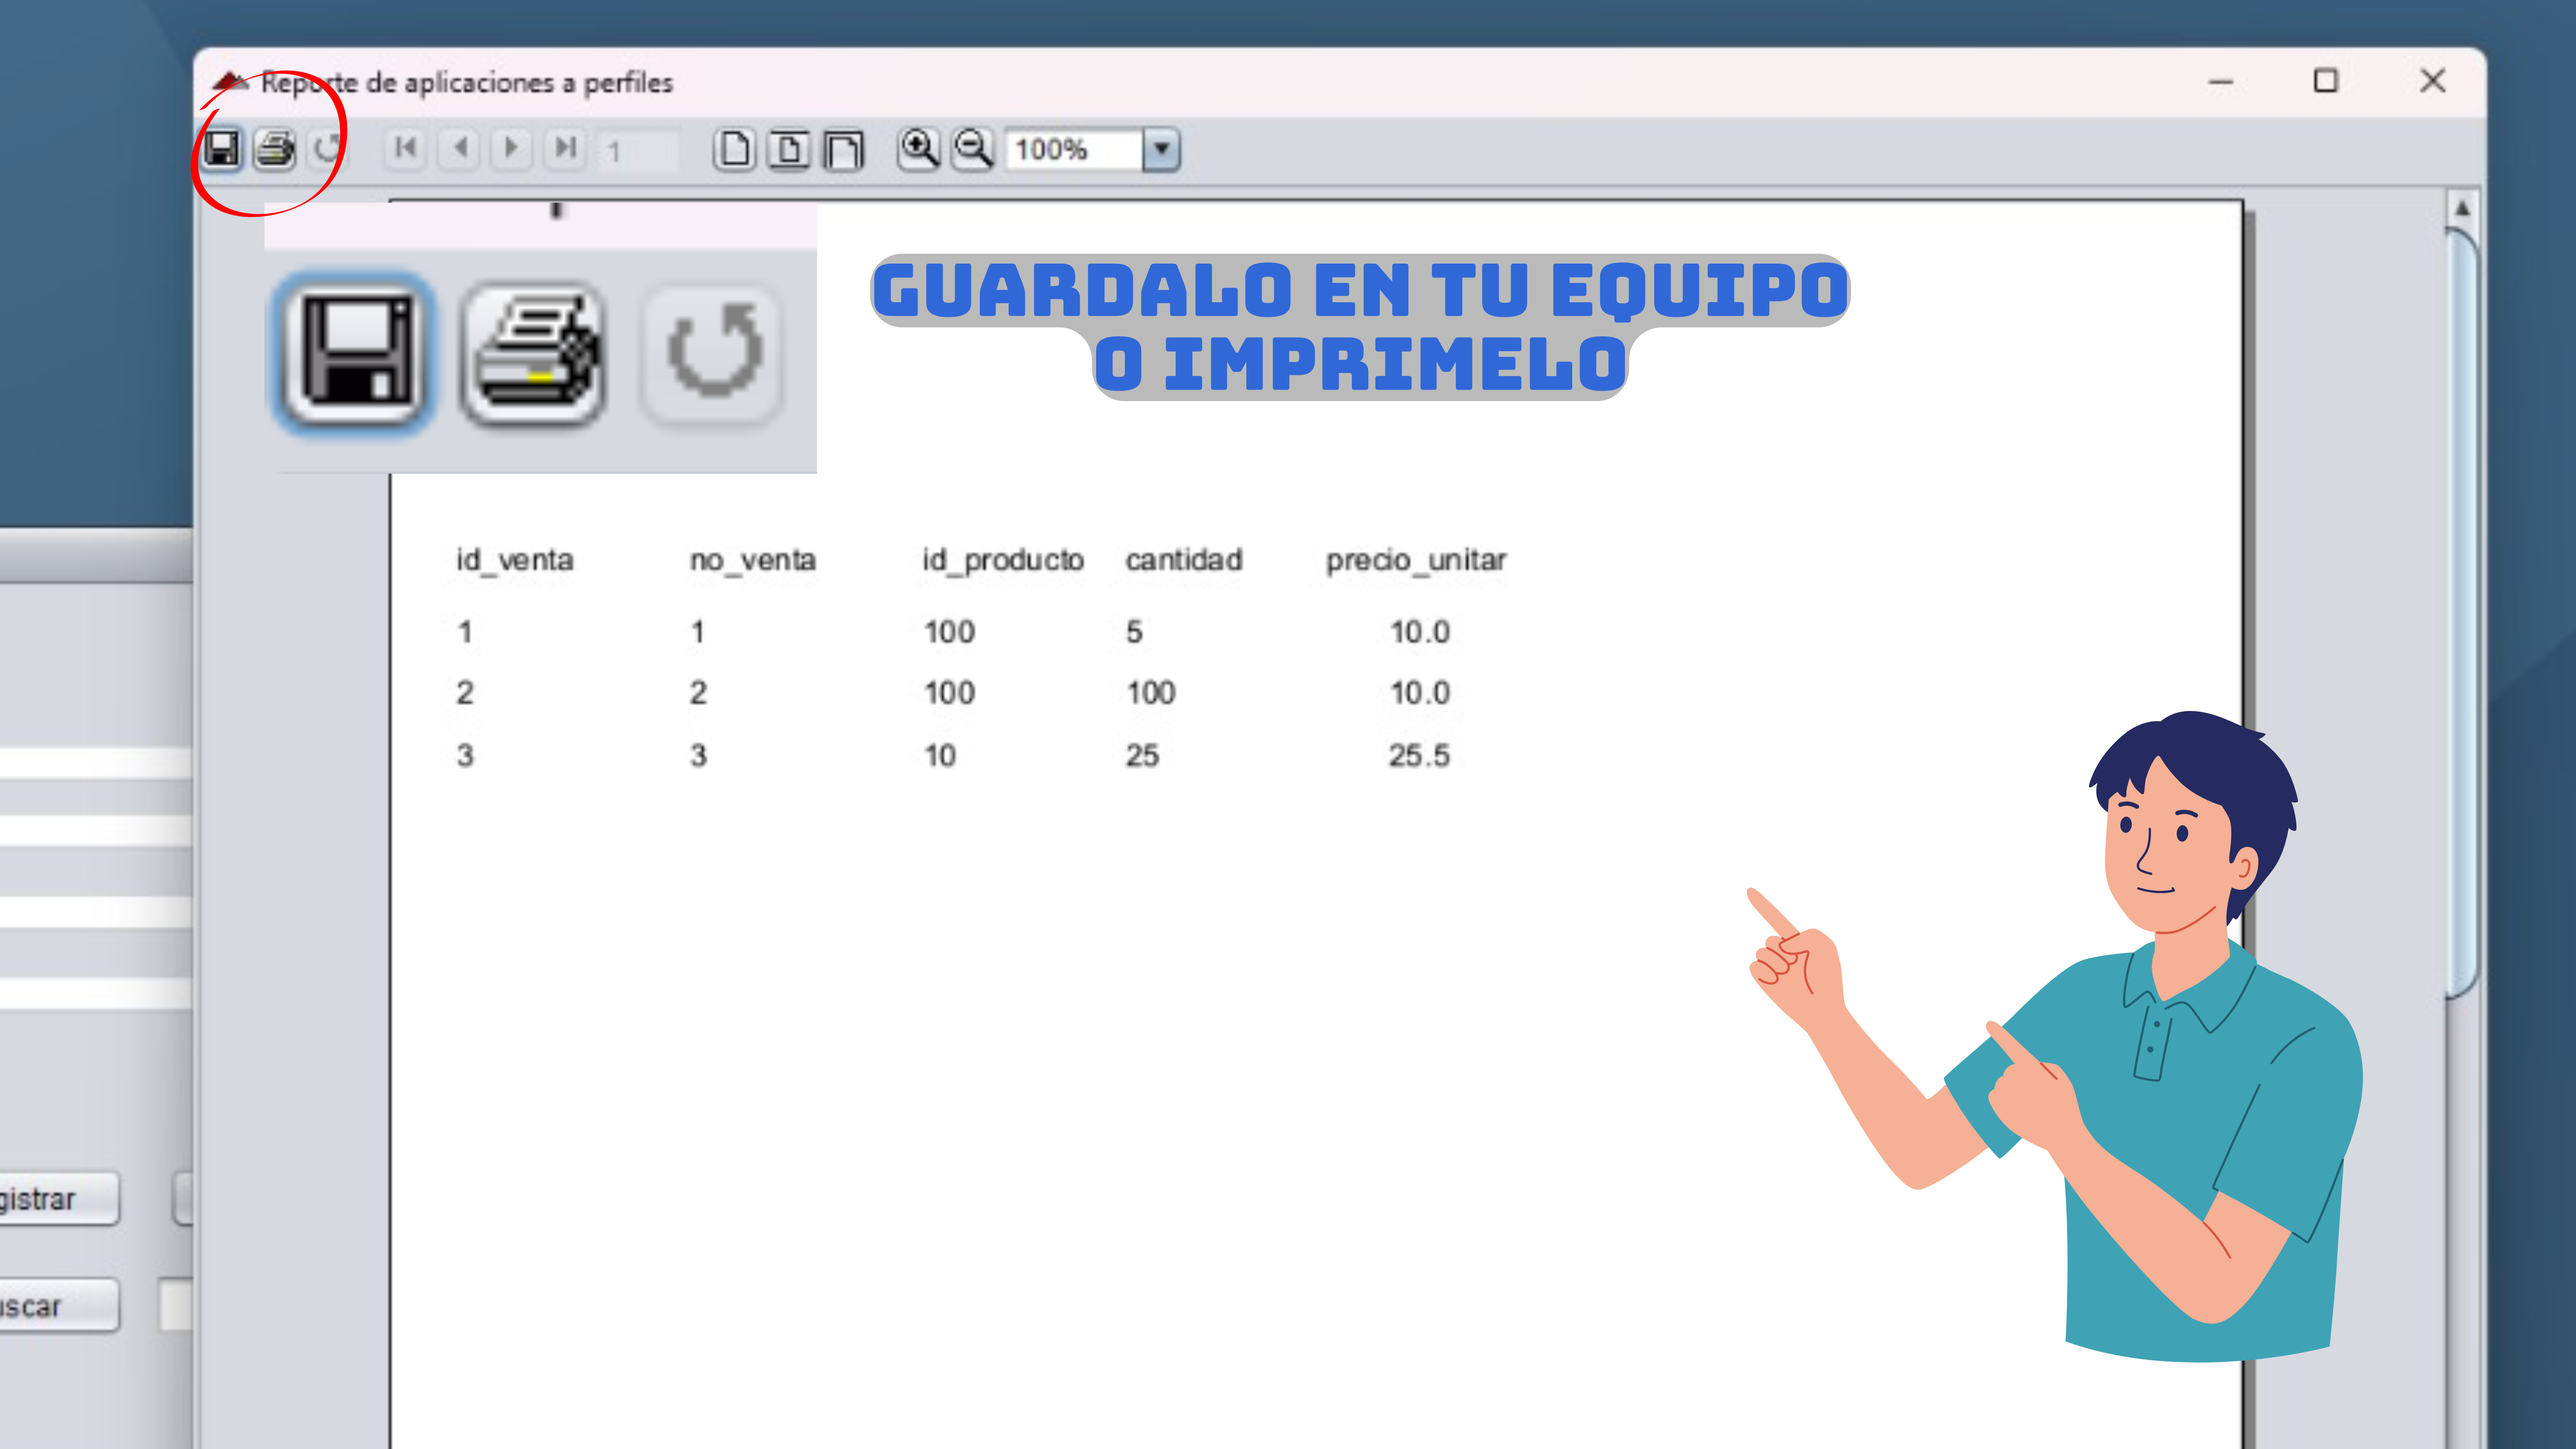 Reporte de aplicaciones a perfiles
1
100%
GUARDALO EN TU EQUIPO
O IMPRIMELO
id_venta no_venta id_producto cantidad precio_unitar
1 1 100 5 10.0
2 2 100 100 10.0
3 3 10 25 25.5
gistrar
uscar